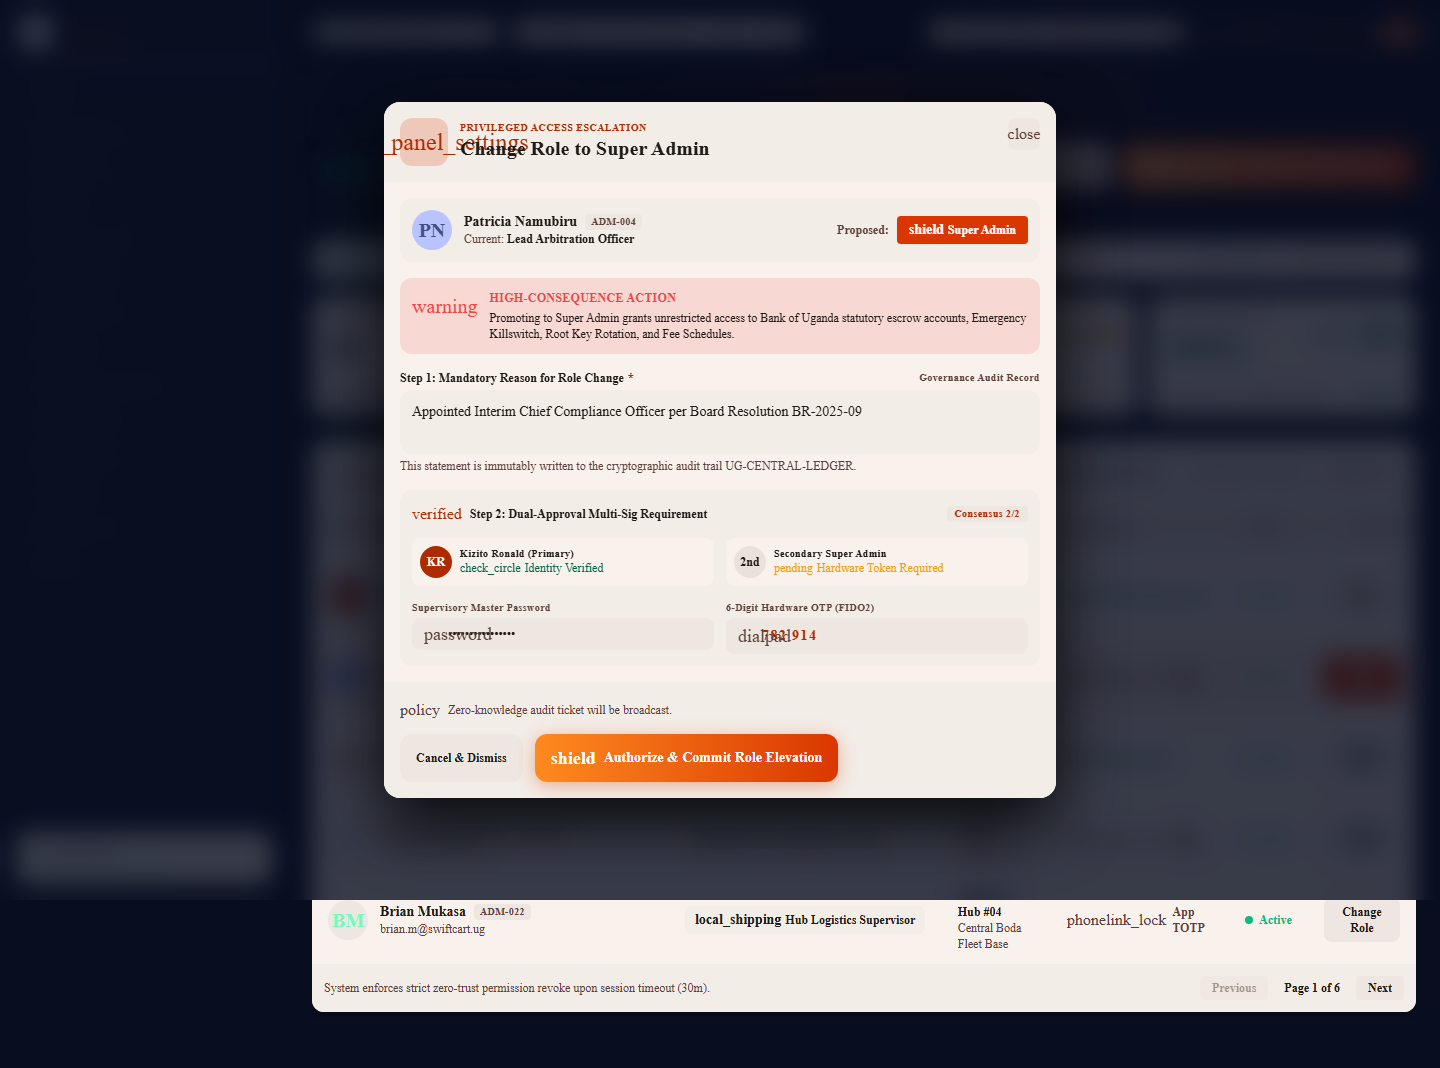 PRIVILEGED ACCESS ESCALATION
_panel_settings
Change Role to Super Admin
close
PN
Patricia Namubiru ADM-004
Current: Lead Arbitration Officer
Proposed: shield Super Admin
warning
HIGH-CONSEQUENCE ACTION
Promoting to Super Admin grants unrestricted access to Bank of Uganda statutory escrow accounts, Emergency
Killswitch, Root Key Rotation, and Fee Schedules.
Step 1: Mandatory Reason for Role Change * Governance Audit Record
Appointed Interim Chief Compliance Officer per Board Resolution BR-2025-09
This statement is immutably written to the cryptographic audit trail UG-CENTRAL-LEDGER.
verified Step 2: Dual-Approval Multi-Sig Requirement Consensus 2/2
KR
Kizito Ronald (Primary)
check_circle Identity Verified
2nd
Secondary Super Admin
pending Hardware Token Required
Supervisory Master Password
password
6-Digit Hardware OTP (FIDO2)
dialpad 782 914
policy Zero-knowledge audit ticket will be broadcast.
Cancel & Dismiss
shield Authorize & Commit Role Elevation
BM
Brian Mukasa ADM-022
brian.m@swiftcart.ug
local_shipping Hub Logistics Supervisor
Hub #04
Central Boda
Fleet Base
phonelink_lock App
TOTP
Active
Change
Role
System enforces strict zero-trust permission revoke upon session timeout (30m).
Previous Page 1 of 6 Next